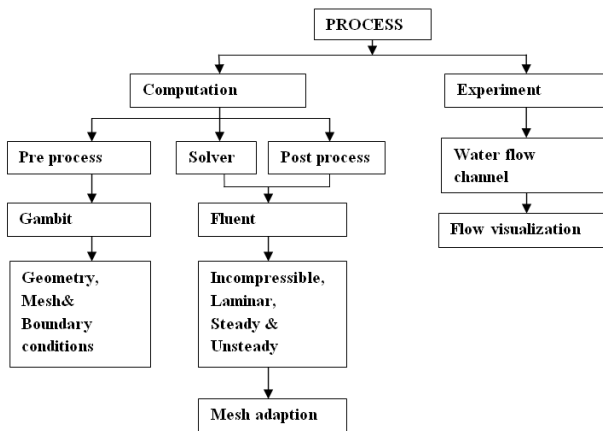 PROCESS
Computation
Experiment
Pre process
Solver
Post process
Water flow
channel
Gambit
Fluent
Flow visualization
Geometry,
Mesh&
Boundary
conditions
Incompressible,
Laminar,
Steady &
Unsteady
Mesh adaption